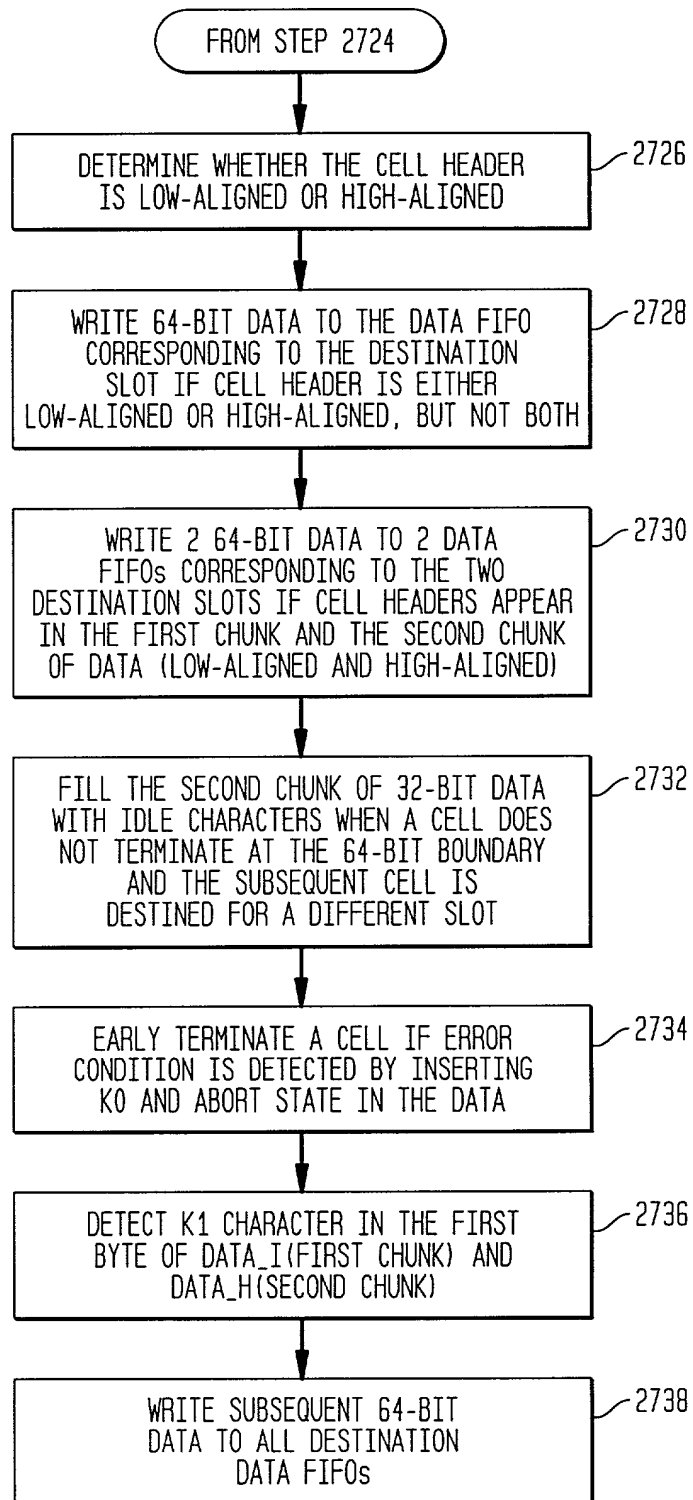 FROM STEP 2724
2726
DETERMINE WHETHER THE CELL HEADER
IS LOW-ALIGNED OR HIGH-ALIGNED
2728
WRITE 64-BIT DATA TO THE DATA FIFO
CORRESPONDING TO THE DESTINATION
SLOT IF CELL HEADER IS EITHER
LOW-ALIGNED OR HIGH-ALIGNED, BUT NOT BOTH
2730
WRITE 2 64-BIT DATA TO 2 DATA
FIFOs CORRESPONDING TO THE TWO
DESTINATION SLOTS IF CELL HEADERS APPEAR
IN THE FIRST CHUNK AND THE SECOND CHUNK
OF DATA (LOW-ALIGNED AND HIGH-ALIGNED)
2732
FILL THE SECOND CHUNK OF 32-BIT DATA
WITH IDLE CHARACTERS WHEN A CELL DOES
NOT TERMINATE AT THE 64-BIT BOUNDARY
AND THE SUBSEQUENT CELL IS
DESTINED FOR A DIFFERENT SLOT
2734
EARLY TERMINATE A CELL IF ERROR
CONDITION IS DETECTED BY INSERTING
K0 AND ABORT STATE IN THE DATA
2736
DETECT K1 CHARACTER IN THE FIRST
BYTE OF DATA_I(FIRST CHUNK) AND
DATA_H(SECOND CHUNK)
2738
WRITE SUBSEQUENT 64-BIT
DATA TO ALL DESTINATION
DATA FIFOs